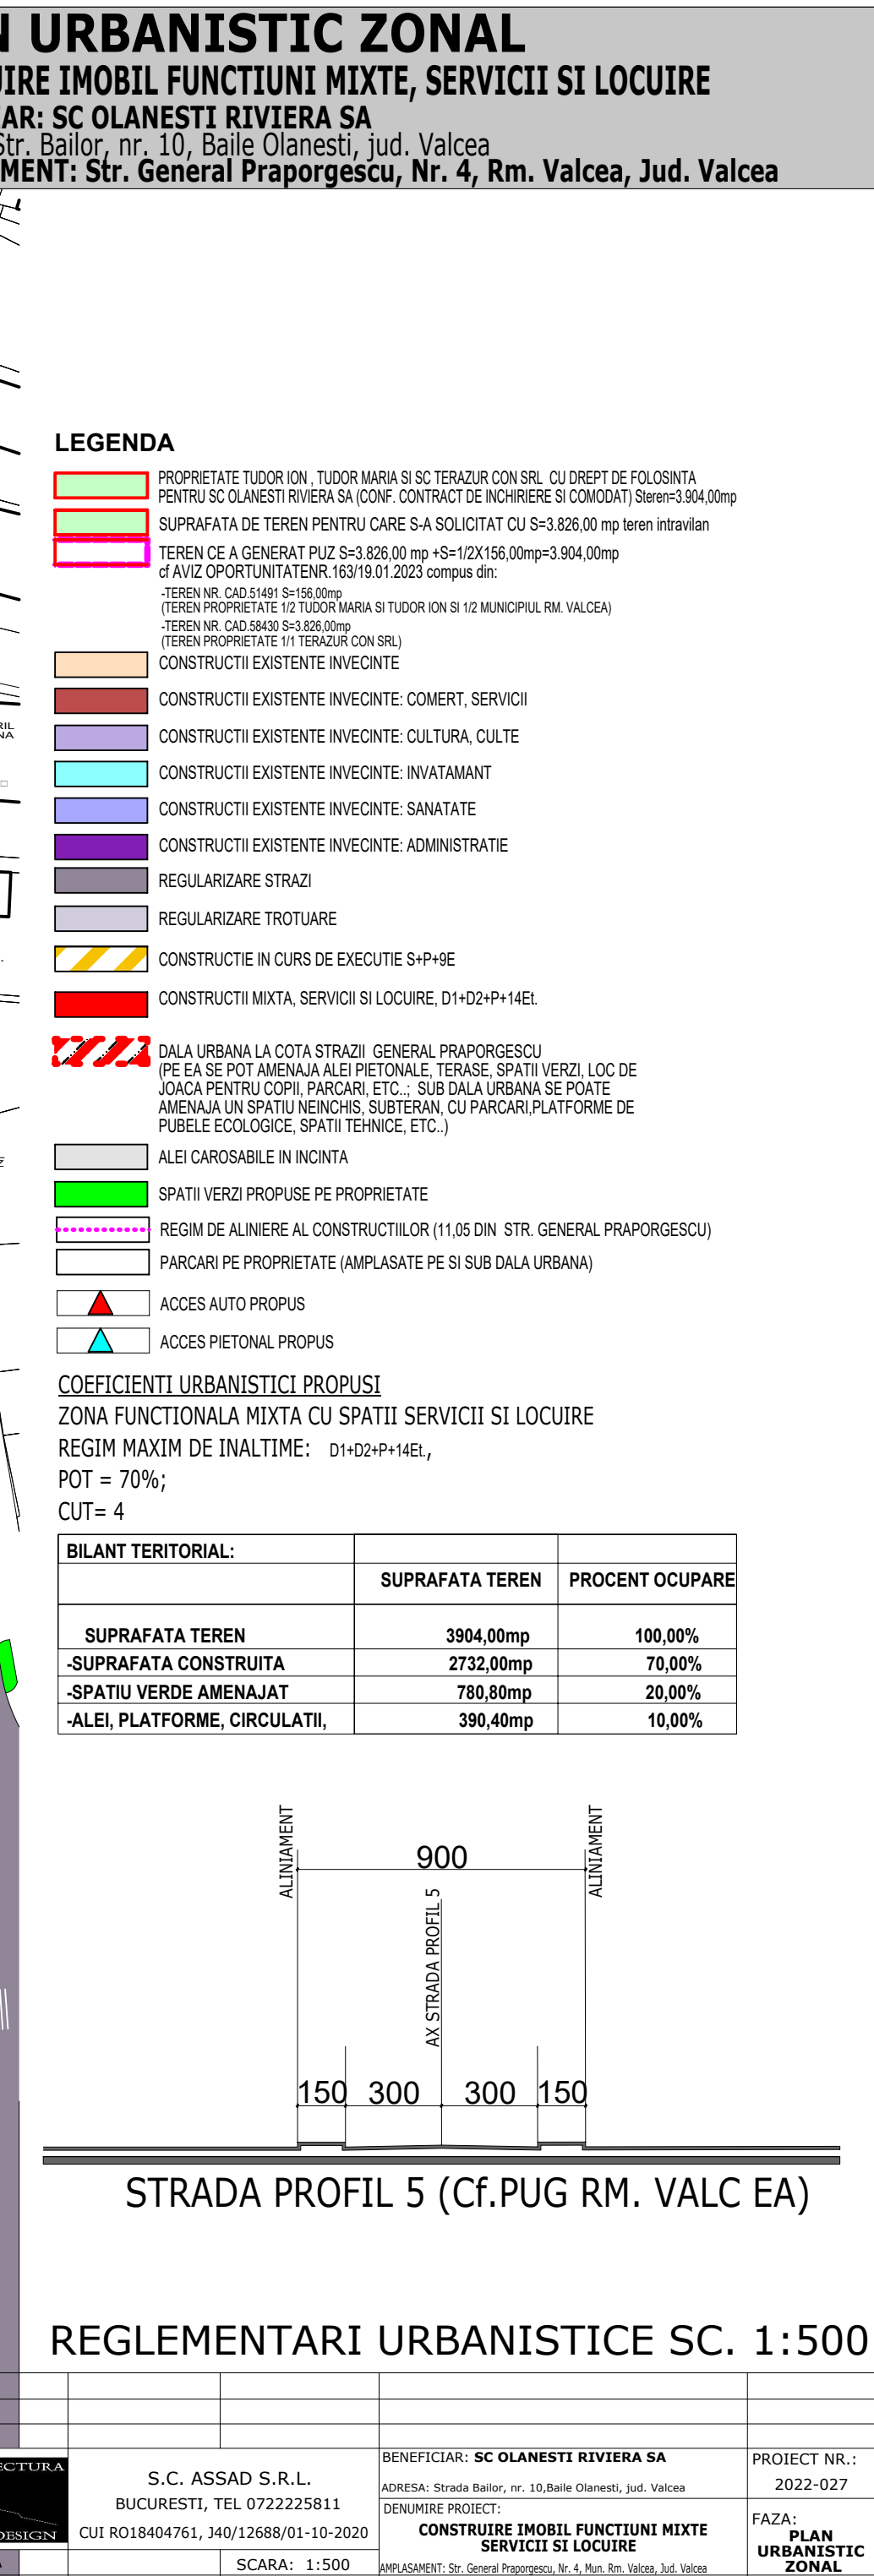 N URBANISTIC ZONAL
UIRE IMOBIL FUNCTIUNI MIXTE, SERVICII SI LOCUIRE
AR: SC OLANESTI RIVIERA SA
Str. Bailor, nr. 10, Baile Olanesti, jud. Valcea
MENT: Str. General Praporgescu, Nr. 4, Rm. Valcea, Jud. Valcea
LEGENDA
PROPRIETATE TUDOR ION , TUDOR MARIA SI SC TERAZUR CON SRL CU DREPT DE FOLOSINTA
PENTRU SC OLANESTI RIVIERA SA (CONF. CONTRACT DE INCHIRIERE SI COMODAT) Steren=3.904,00mp
SUPRAFATA DE TEREN PENTRU CARE S-A SOLICITAT CU S=3.826,00 mp teren intravilan
TEREN CE A GENERAT PUZ S=3.826,00 mp +S=1/2X156,00mp=3.904,00mp
cf AVIZ OPORTUNITATENR.163/19.01.2023 compus din:
-TEREN NR. CAD.51491 S=156,00mp
(TEREN PROPRIETATE 1/2 TUDOR MARIA SI TUDOR ION SI 1/2 MUNICIPIUL RM. VALCEA)
-TEREN NR. CAD.58430 S=3.826,00mp
(TEREN PROPRIETATE 1/1 TERAZUR CON SRL)
CONSTRUCTII EXISTENTE INVECINTE
CONSTRUCTII EXISTENTE INVECINTE: COMERT, SERVICII
RIL
NA
CONSTRUCTII EXISTENTE INVECINTE: CULTURA, CULTE
CONSTRUCTII EXISTENTE INVECINTE: INVATAMANT
CONSTRUCTII EXISTENTE INVECINTE: SANATATE
CONSTRUCTII EXISTENTE INVECINTE: ADMINISTRATIE
REGULARIZARE STRAZI
REGULARIZARE TROTUARE
CONSTRUCTIE IN CURS DE EXECUTIE S+P+9E
CONSTRUCTII MIXTA, SERVICII SI LOCUIRE, D1+D2+P+14Et.
DALA URBANA LA COTA STRAZII GENERAL PRAPORGESCU
(PE EA SE POT AMENAJA ALEI PIETONALE, TERASE, SPATII VERZI, LOC DE
JOACA PENTRU COPII, PARCARI, ETC..; SUB DALA URBANA SE POATE
AMENAJA UN SPATIU NEINCHIS, SUBTERAN, CU PARCARI,PLATFORME DE
PUBELE ECOLOGICE, SPATII TEHNICE, ETC..)
ALEI CAROSABILE IN INCINTA
SPATII VERZI PROPUSE PE PROPRIETATE
REGIM DE ALINIERE AL CONSTRUCTIILOR (11,05 DIN STR. GENERAL PRAPORGESCU)
PARCARI PE PROPRIETATE (AMPLASATE PE SI SUB DALA URBANA)
ACCES AUTO PROPUS
ACCES PIETONAL PROPUS
COEFICIENTI URBANISTICI PROPUSI
ZONA FUNCTIONALA MIXTA CU SPATII SERVICII SI LOCUIRE
REGIM MAXIM DE INALTIME: D1+D2+P+14Et.,
POT = 70%;
CUT= 4
BILANT TERITORIAL:
SUPRAFATA TEREN PROCENT OCUPARE
SUPRAFATA TEREN 3904,00mp 100,00%
-SUPRAFATA CONSTRUITA 2732,00mp 70,00%
-SPATIU VERDE AMENAJAT 780,80mp 20,00%
-ALEI, PLATFORME, CIRCULATII, 390,40mp 10,00%
ALINIAMENT
900
ALINIAMENT
AX STRADA PROFIL 5
150 300 300 150
STRADA PROFIL 5 (Cf.PUG RM. VALC EA)
REGLEMENTARI URBANISTICE SC. 1:500
ECTURA
DESIGN
S.C. ASSAD S.R.L.
BUCURESTI, TEL 0722225811
CUI RO18404761, J40/12688/01-10-2020
SCARA: 1:500
BENEFICIAR: SC OLANESTI RIVIERA SA
ADRESA: Strada Bailor, nr. 10,Baile Olanesti, jud. Valcea
DENUMIRE PROIECT:
CONSTRUIRE IMOBIL FUNCTIUNI MIXTE
SERVICII SI LOCUIRE
AMPLASAMENT: Str. General Praporgescu, Nr. 4, Mun. Rm. Valcea, Jud. Valcea
PROIECT NR.:
2022-027
FAZA:
PLAN
URBANISTIC
ZONAL